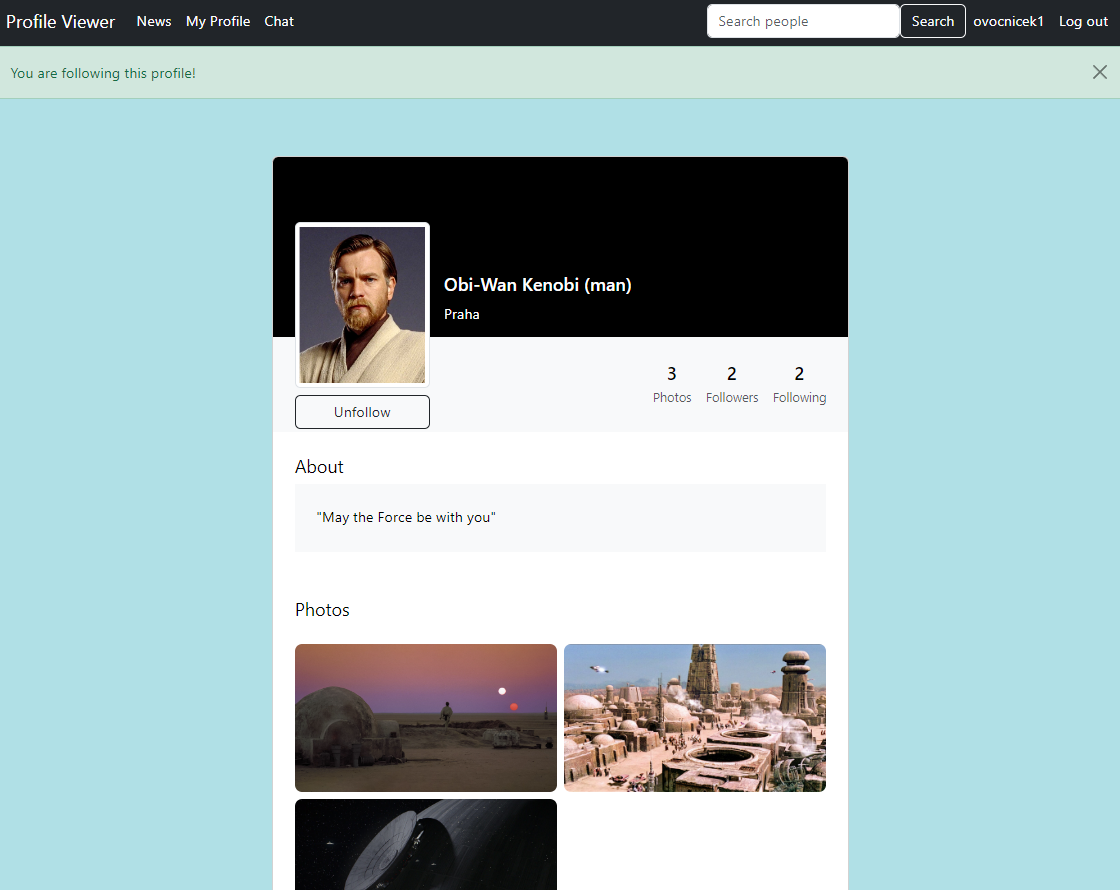 Profile Viewer News My Profile Chat Search people Search ovocnicek1 Log out
You are following this profile!
Obi-Wan Kenobi (man)
Praha
3 2 2
Photos Followers Following
Unfollow
About
"May the Force be with you"
Photos